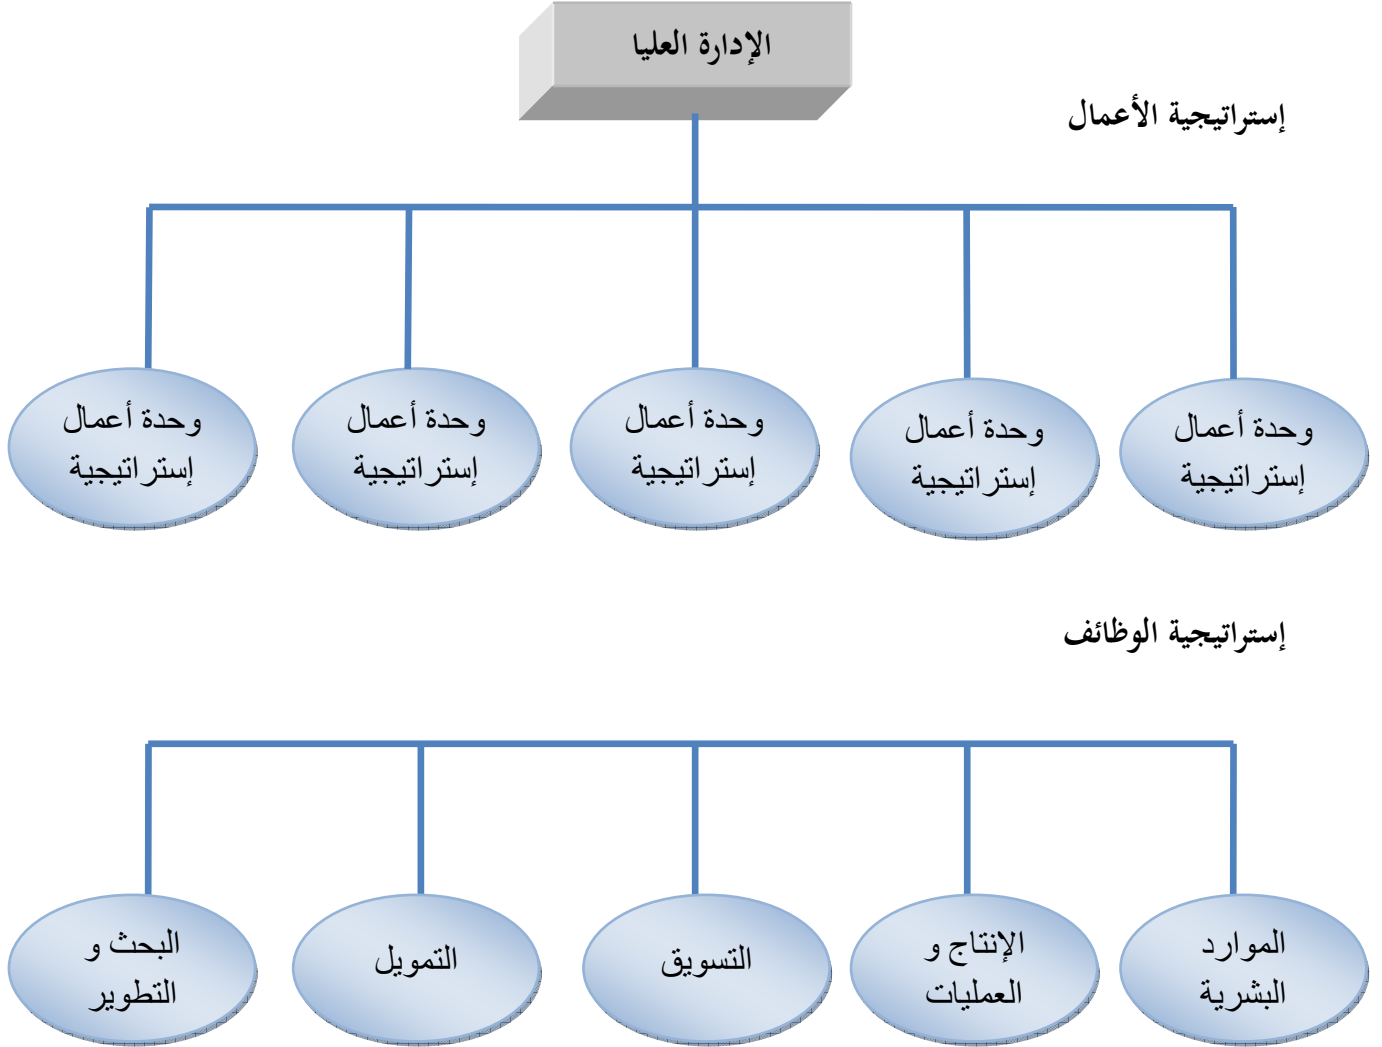 الإدارة العليا
إستراتيجية الأعمال
وحدة أعمال
إستراتيجية
وحدة أعمال
إستراتيجية
وحدة أعمال
إستراتيجية
وحدة أعمال
إستراتيجية
وحدة أعمال
إستراتيجية
إستراتيجية الوظائف
الموارد
البشرية
الإنتاج و
العمليات
التسويق
التمويل
البحث و
التطوير